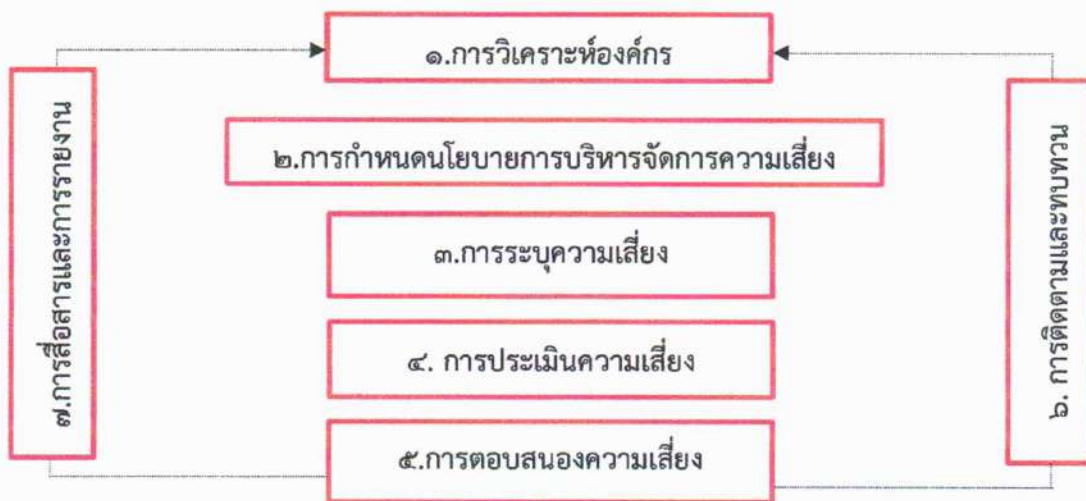 ๑.การวิเคราะห์องค์กร
๒.การกำหนดนโยบายการบริหารจัดการความเสี่ยง
๓.การระบุความเสี่ยง
๔. การประเมินความเสี่ยง
๕.การตอบสนองความเสี่ยง
๖. การติดตามและทบทวน
๗.การสื่อสารและการรายงาน